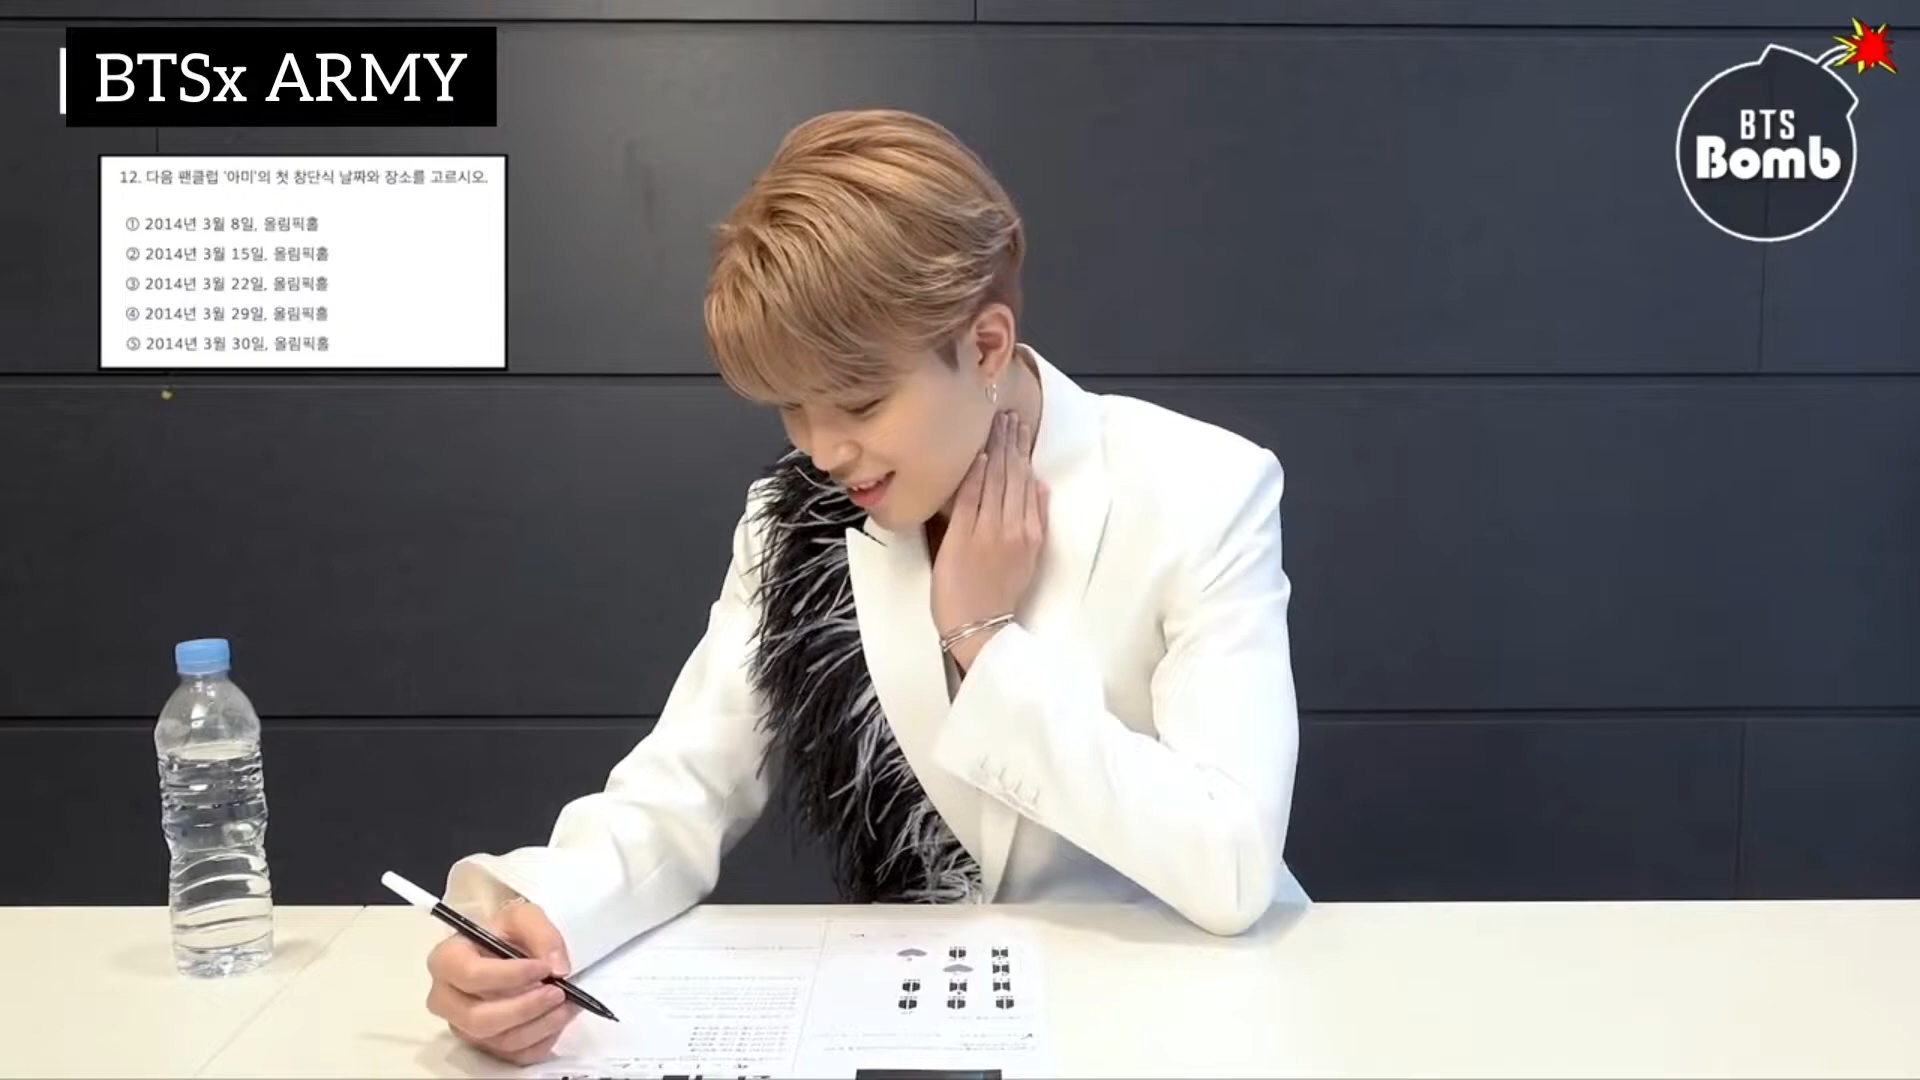 BTSx ARMY
BTS
Bomb
12. 다음 팬클럽 '아미'의 첫 창단식 날짜와 장소를 고르시오.
① 2014년 3월 8일, 올림픽홀
② 2014년 3월 15일, 올림픽홀
③ 2014년 3월 22일, 올림픽홀
④ 2014년 3월 29일, 올림픽홀
⑤ 2014년 3월 30일, 올림픽홀